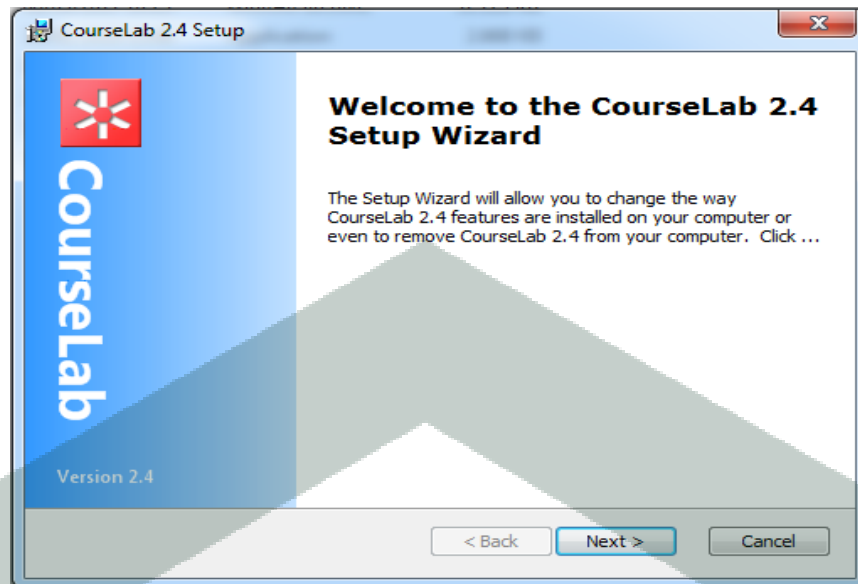 CourseLab 2.4 Setup
CourseLab
Version 2.4
Welcome to the CourseLab 2.4
Setup Wizard
The Setup Wizard will allow you to change the way
CourseLab 2.4 features are installed on your computer or
even to remove CourseLab 2.4 from your computer. Click ...
< Back
Next >
Cancel